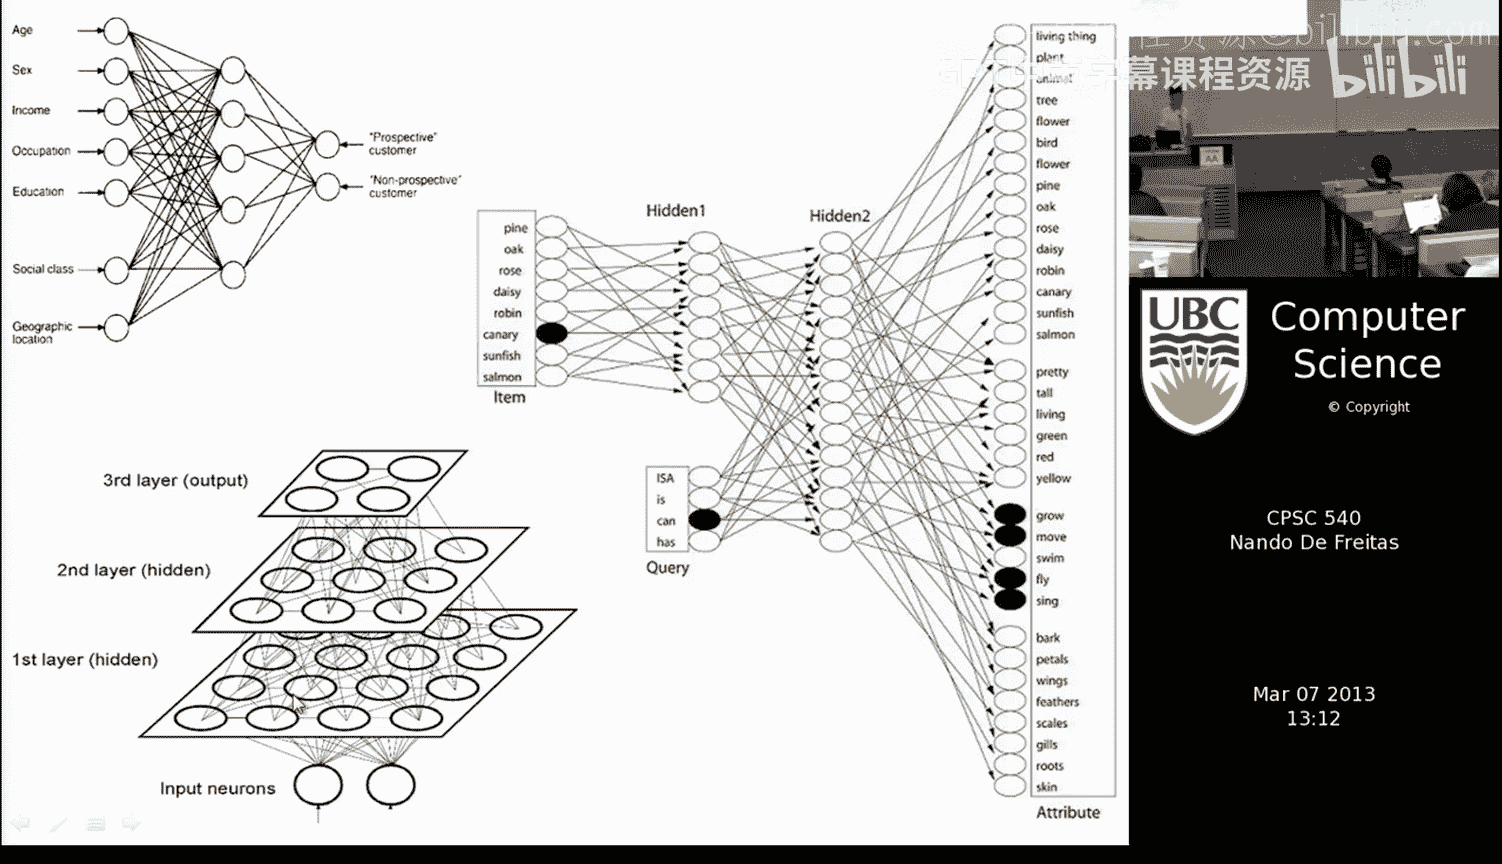 Age
Sex
Income
Occupation
Education
Social class
Geographic
location
"Prospective"
customer
"Non-prospective"
customer
pine
oak
rose
daisy
robin
canary
sunfish
salmon
Item
Hidden1
Hidden2
ISA
is
can
has
Query
living thing
plant
animal
tree
flower
bird
flower
pine
oak
rose
daisy
robin
canary
sunfish
salmon
pretty
tall
living
green
red
yellow
grow
move
swim
fly
sing
bark
petals
wings
feathers
scales
gills
roots
skin
Attribute
3rd layer (output)
2nd layer (hidden)
1st layer (hidden)
Input neurons
字幕课程资源
bilibili
UBC
Computer
Science
© Copyright
CPSC 540
Nando De Freitas
Mar 07 2013
13:12